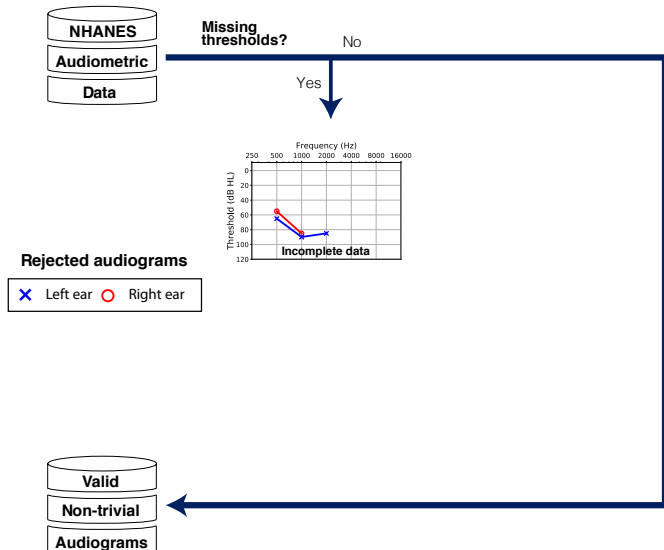 NHANES
Audiometric
Data
Missing
thresholds?
No
Yes
Frequency (Hz)
250 500 1000 2000 4000 8000 16000
Threshold (dB HL)
0
20
40
60
80
100
120
Incomplete data
Rejected audiograms
Left ear Right ear
Valid
Non-trivial
Audiograms